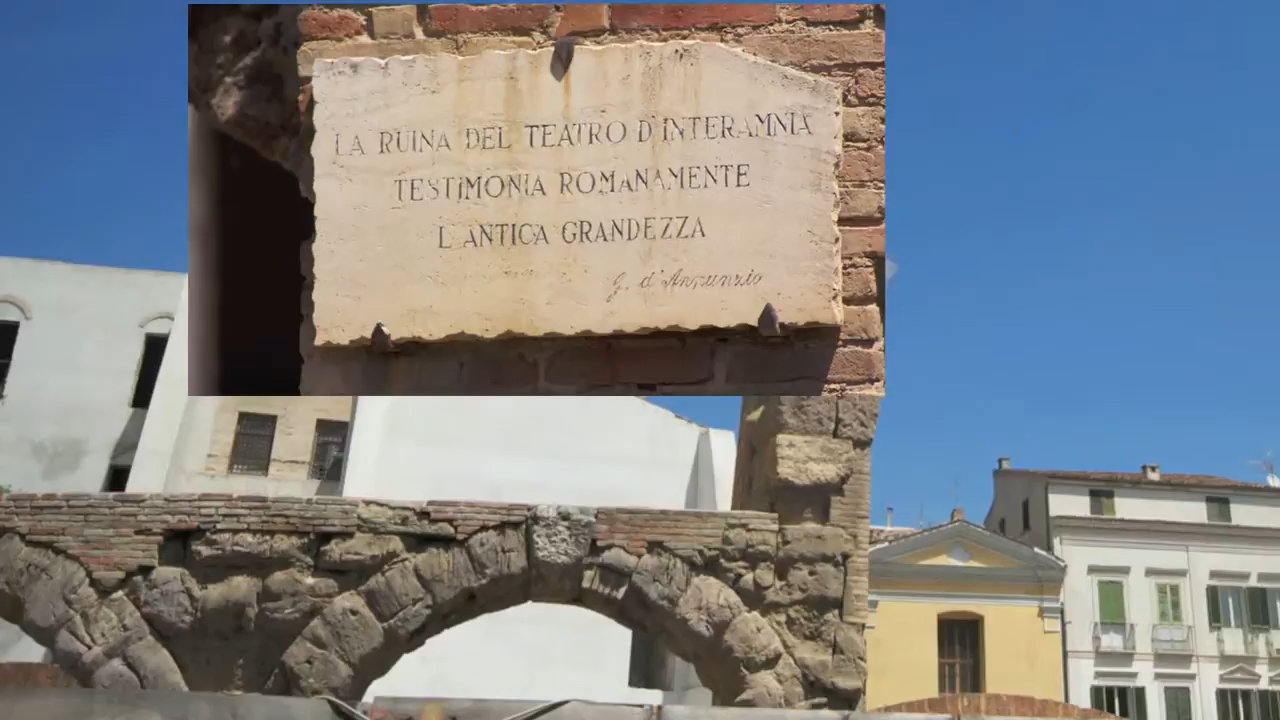 LA RUINA DEL TEATRO D'INTERAMNIA
TESTIMONIA ROMANAMENTE
L'ANTICA GRANDEZZA
G. d'Annunzio